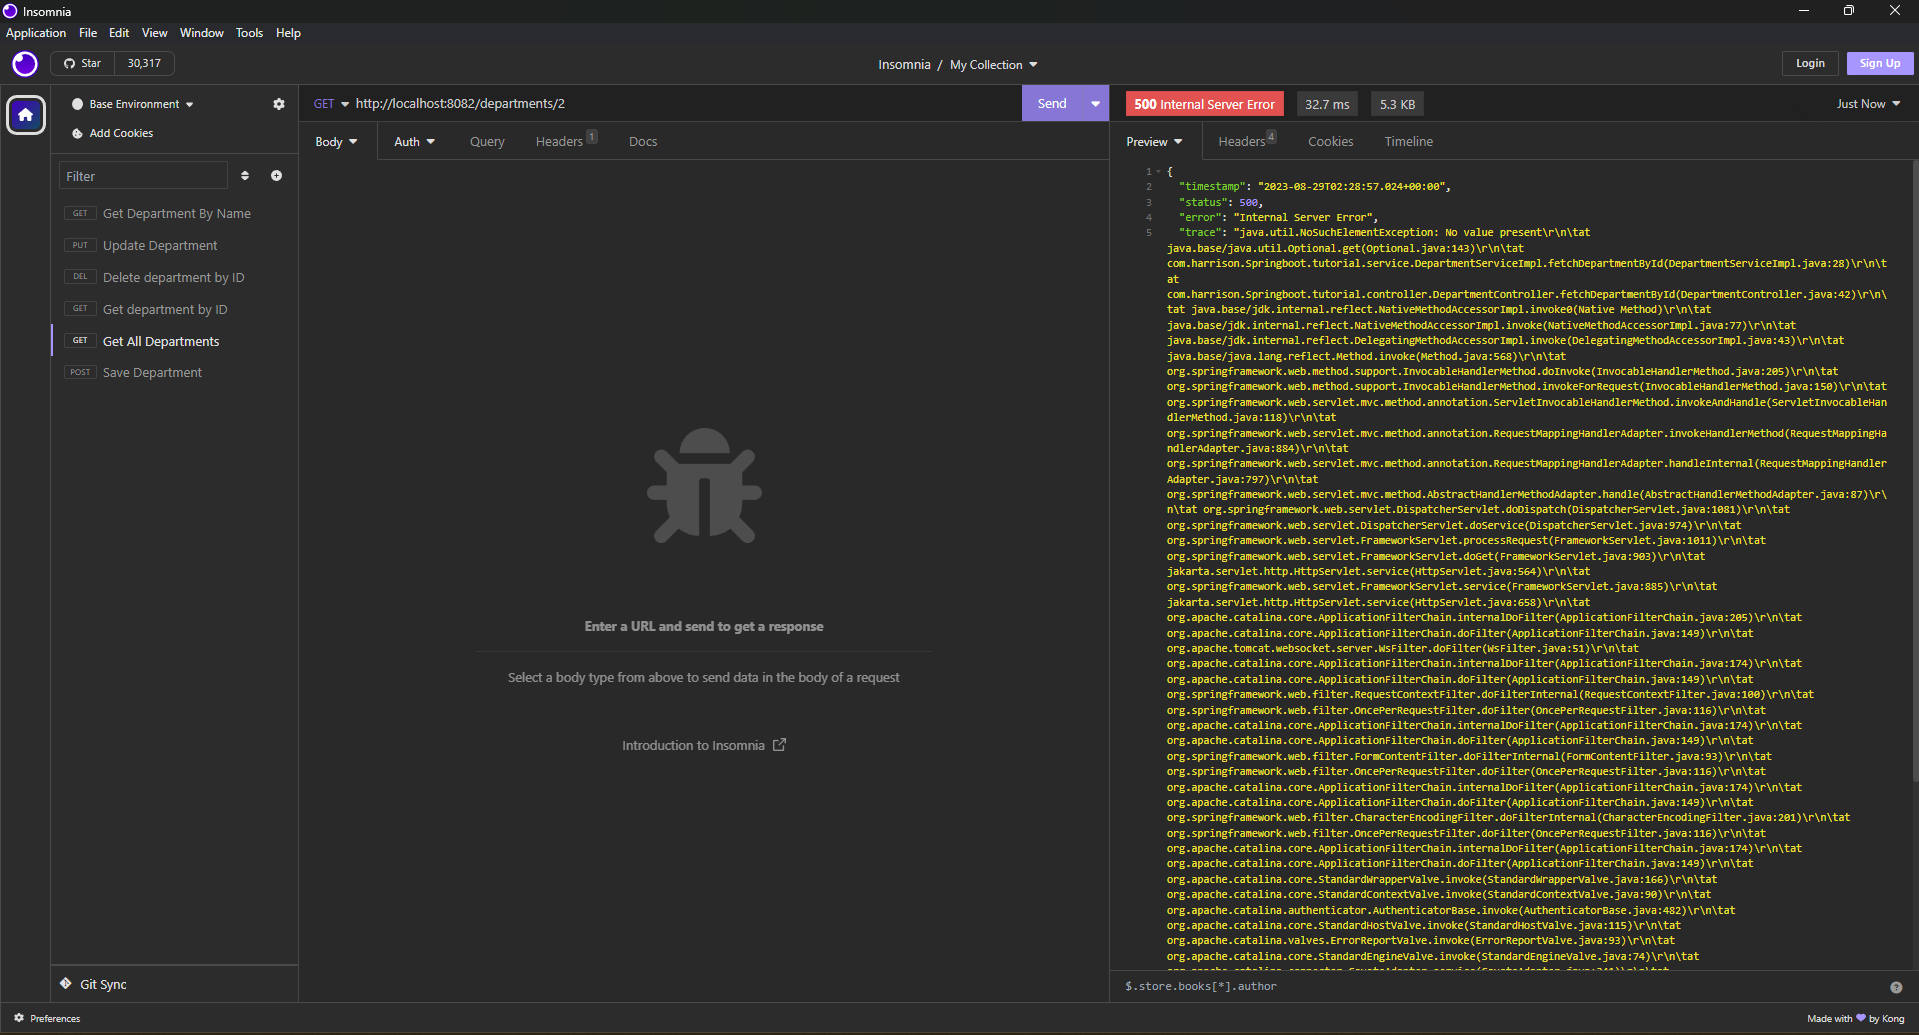 Insomnia
Application File Edit View Window Tools Help
Star 30,317
Insomnia / My Collection
Login Sign Up
Base Environment
Add Cookies
Filter
GET Get Department By Name
PUT Update Department
DEL Delete department by ID
GET Get department by ID
GET Get All Departments
POST Save Department
Git Sync
Preferences
GET http://localhost:8082/departments/2 Send
Body Auth Query Headers 1 Docs
Enter a URL and send to get a response
Select a body type from above to send data in the body of a request
Introduction to Insomnia
500 Internal Server Error 32.7 ms 5.3 KB Just Now
Preview Headers 4 Cookies Timeline
1 {
2 "timestamp": "2023-08-29T02:28:57.024+00:00",
3 "status": 500,
4 "error": "Internal Server Error",
5 "trace": "java.util.NoSuchElementException: No value present\r\n\tat
java.base/java.util.Optional.get(Optional.java:143)\r\n\tat
com.harrison.Springboot.tutorial.service.DepartmentServiceImpl.fetchDepartmentById(DepartmentServiceImpl.java:28)\r\n\t
at
com.harrison.Springboot.tutorial.controller.DepartmentController.fetchDepartmentById(DepartmentController.java:42)\r\n\
tat java.base/jdk.internal.reflect.NativeMethodAccessorImpl.invoke0(Native Method)\r\n\tat
java.base/jdk.internal.reflect.NativeMethodAccessorImpl.invoke(NativeMethodAccessorImpl.java:77)\r\n\tat
java.base/jdk.internal.reflect.DelegatingMethodAccessorImpl.invoke(DelegatingMethodAccessorImpl.java:43)\r\n\tat
java.base/java.lang.reflect.Method.invoke(Method.java:568)\r\n\tat
org.springframework.web.method.support.InvocableHandlerMethod.doInvoke(InvocableHandlerMethod.java:205)\r\n\tat
org.springframework.web.method.support.InvocableHandlerMethod.invokeForRequest(InvocableHandlerMethod.java:150)\r\n\tat
org.springframework.web.servlet.mvc.method.annotation.ServletInvocableHandlerMethod.invokeAndHandle(ServletInvocableHan
dlerMethod.java:118)\r\n\tat
org.springframework.web.servlet.mvc.method.annotation.RequestMappingHandlerAdapter.invokeHandlerMethod(RequestMappingHa
ndlerAdapter.java:884)\r\n\tat
org.springframework.web.servlet.mvc.method.annotation.RequestMappingHandlerAdapter.handleInternal(RequestMappingHandler
Adapter.java:797)\r\n\tat
org.springframework.web.servlet.mvc.method.AbstractHandlerMethodAdapter.handle(AbstractHandlerMethodAdapter.java:87)\r\
n\tat org.springframework.web.servlet.DispatcherServlet.doDispatch(DispatcherServlet.java:1081)\r\n\tat
org.springframework.web.servlet.DispatcherServlet.doService(DispatcherServlet.java:974)\r\n\tat
org.springframework.web.servlet.FrameworkServlet.processRequest(FrameworkServlet.java:1011)\r\n\tat
org.springframework.web.servlet.FrameworkServlet.doGet(FrameworkServlet.java:903)\r\n\tat
jakarta.servlet.http.HttpServlet.service(HttpServlet.java:564)\r\n\tat
org.springframework.web.servlet.FrameworkServlet.service(FrameworkServlet.java:885)\r\n\tat
jakarta.servlet.http.HttpServlet.service(HttpServlet.java:658)\r\n\tat
org.apache.catalina.core.ApplicationFilterChain.internalDoFilter(ApplicationFilterChain.java:205)\r\n\tat
org.apache.catalina.core.ApplicationFilterChain.doFilter(ApplicationFilterChain.java:149)\r\n\tat
org.apache.tomcat.websocket.server.WsFilter.doFilter(WsFilter.java:51)\r\n\tat
org.apache.catalina.core.ApplicationFilterChain.internalDoFilter(ApplicationFilterChain.java:174)\r\n\tat
org.apache.catalina.core.ApplicationFilterChain.doFilter(ApplicationFilterChain.java:149)\r\n\tat
org.springframework.web.filter.RequestContextFilter.doFilterInternal(RequestContextFilter.java:100)\r\n\tat
org.springframework.web.filter.OncePerRequestFilter.doFilter(OncePerRequestFilter.java:116)\r\n\tat
org.apache.catalina.core.ApplicationFilterChain.internalDoFilter(ApplicationFilterChain.java:174)\r\n\tat
org.apache.catalina.core.ApplicationFilterChain.doFilter(ApplicationFilterChain.java:149)\r\n\tat
org.springframework.web.filter.FormContentFilter.doFilterInternal(FormContentFilter.java:93)\r\n\tat
org.springframework.web.filter.OncePerRequestFilter.doFilter(OncePerRequestFilter.java:116)\r\n\tat
org.apache.catalina.core.ApplicationFilterChain.internalDoFilter(ApplicationFilterChain.java:174)\r\n\tat
org.apache.catalina.core.ApplicationFilterChain.doFilter(ApplicationFilterChain.java:149)\r\n\tat
org.springframework.web.filter.CharacterEncodingFilter.doFilterInternal(CharacterEncodingFilter.java:201)\r\n\tat
org.springframework.web.filter.OncePerRequestFilter.doFilter(OncePerRequestFilter.java:116)\r\n\tat
org.apache.catalina.core.ApplicationFilterChain.internalDoFilter(ApplicationFilterChain.java:174)\r\n\tat
org.apache.catalina.core.ApplicationFilterChain.doFilter(ApplicationFilterChain.java:149)\r\n\tat
org.apache.catalina.core.StandardWrapperValve.invoke(StandardWrapperValve.java:166)\r\n\tat
org.apache.catalina.core.StandardContextValve.invoke(StandardContextValve.java:90)\r\n\tat
org.apache.catalina.authenticator.AuthenticatorBase.invoke(AuthenticatorBase.java:482)\r\n\tat
org.apache.catalina.core.StandardHostValve.invoke(StandardHostValve.java:115)\r\n\tat
org.apache.catalina.valves.ErrorReportValve.invoke(ErrorReportValve.java:93)\r\n\tat
org.apache.catalina.core.StandardEngineValve.invoke(StandardEngineValve.java:74)\r\n\tat
$.store.books[*].author
Made with 💜 by Kong